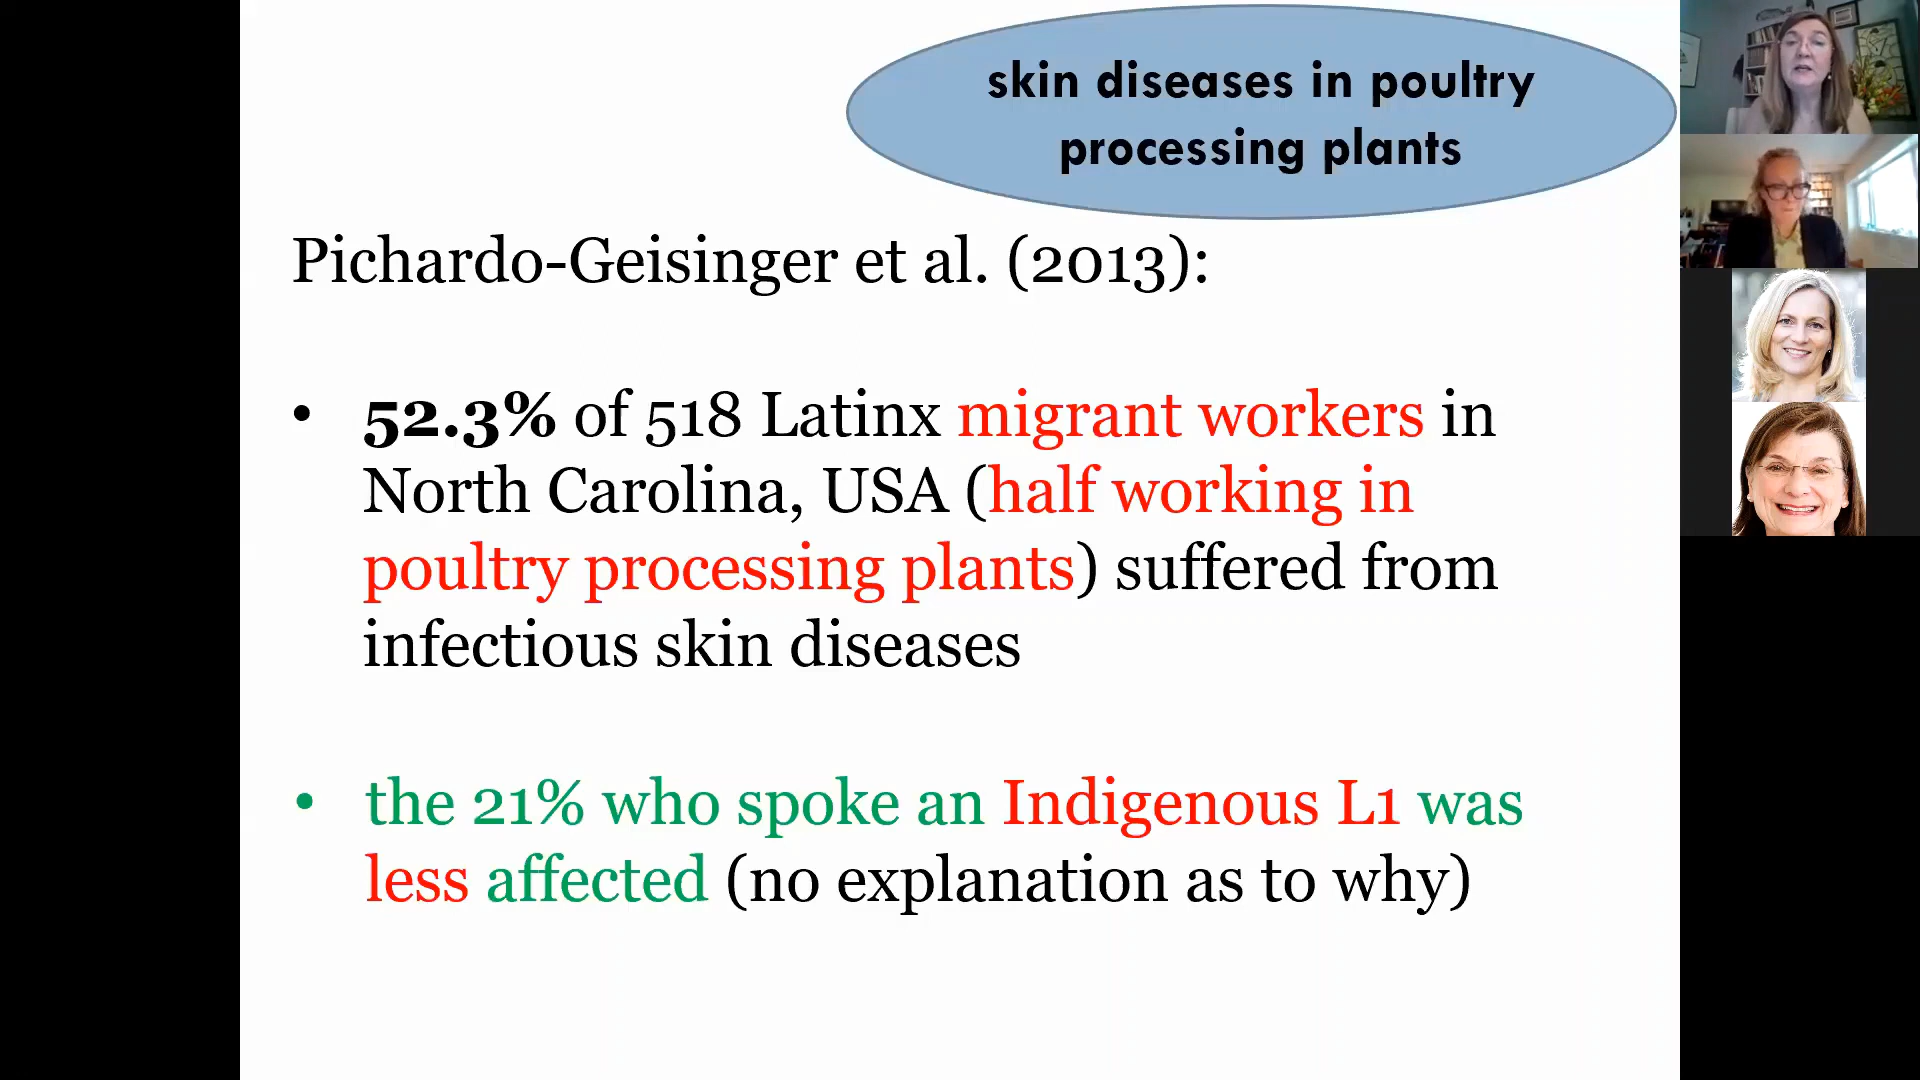 skin diseases in poultry
processing plants
Pichardo-Geisinger et al. (2013):
• 52.3% of 518 Latinx migrant workers in
North Carolina, USA (half working in
poultry processing plants) suffered from
infectious skin diseases
• the 21% who spoke an Indigenous L1 was
less affected (no explanation as to why)